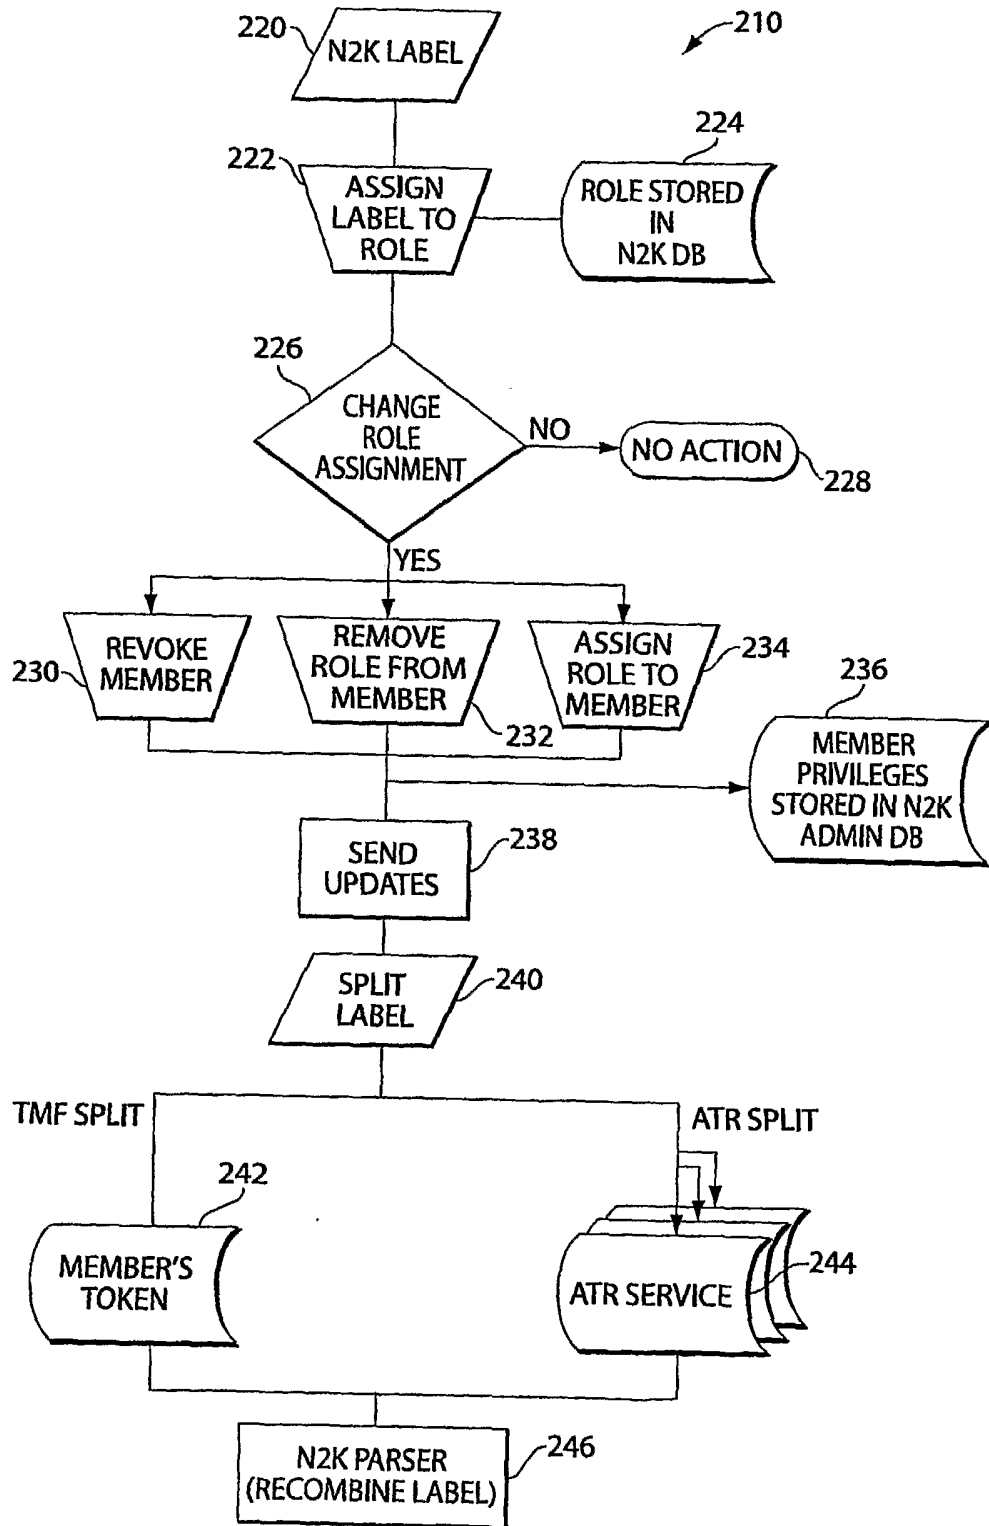 220
N2K LABEL
210
222
ASSIGN
LABEL TO
ROLE
224
ROLE STORED
IN
N2K DB
226
CHANGE
ROLE
ASSIGNMENT
NO
NO ACTION
228
YES
230
REVOKE
MEMBER
REMOVE
ROLE FROM
MEMBER
232
ASSIGN
ROLE TO
MEMBER
234
236
MEMBER
PRIVILEGES
STORED IN N2K
ADMIN DB
SEND
UPDATES
238
SPLIT
LABEL
240
TMF SPLIT
ATR SPLIT
242
MEMBER'S
TOKEN
ATR SERVICE
244
N2K PARSER
(RECOMBINE LABEL)
246